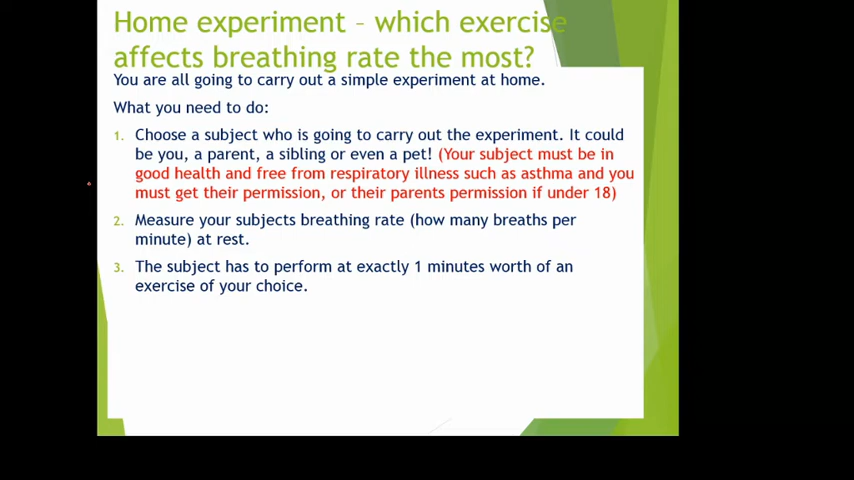 Home experiment – which exercise
affects breathing rate the most?
You are all going to carry out a simple experiment at home.
What you need to do:
1. Choose a subject who is going to carry out the experiment. It could
be you, a parent, a sibling or even a pet! (Your subject must be in
good health and free from respiratory illness such as asthma and you
must get their permission, or their parents permission if under 18)
2. Measure your subjects breathing rate (how many breaths per
minute) at rest.
3. The subject has to perform at exactly 1 minutes worth of an
exercise of your choice.